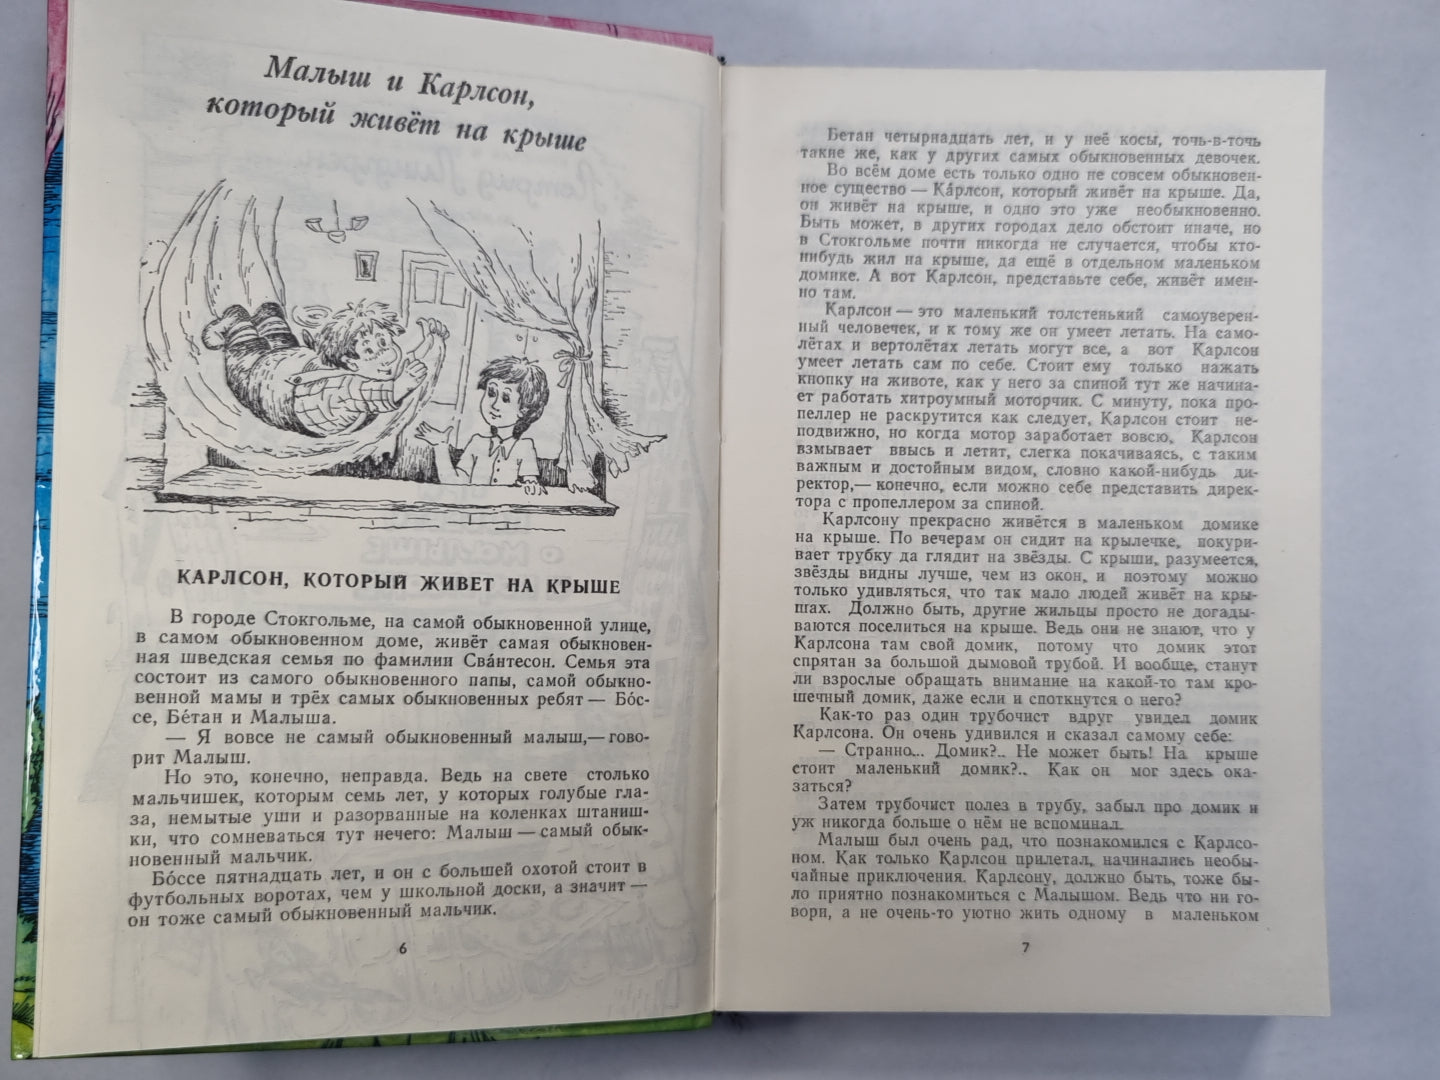 Малыш и Карлсон,
который живёт на крыше
КАРЛСОН, КОТОРЫЙ ЖИВЕТ НА КРЫШЕ
В городе Стокгольме, на самой обыкновенной улице,
в самом обыкновенном доме, живёт самая обыкновен-
ная шведская семья по фамилии Сва́нтесон. Семья эта
состоит из самого обыкновенного папы, самой обыкно-
венной мамы и трёх самых обыкновенных ребят — Бо́с-
се, Бе́тан и Малыша.
— Я вовсе не самый обыкновенный малыш,— гово-
рит Малыш.
Но это, конечно, неправда. Ведь на свете столько
мальчишек, которым семь лет, у которых голубые гла-
за, немытые уши и разорванные на коленках штаниш-
ки, что сомневаться тут нечего: Малыш — самый обык-
новенный мальчик.
Бо́ссе пятнадцать лет, и он с большей охотой стоит в
футбольных воротах, чем у школьной доски, а значит —
он тоже самый обыкновенный мальчик.
6
Бетан четырнадцать лет, и у неё косы, точь-в-точь
такие же, как у других самых обыкновенных девочек.
Во всём доме есть только одно не совсем обыкновен-
ное существо — Ка́рлсон, который живёт на крыше. Да,
он живёт на крыше, и одно это уже необыкновенно.
Быть может, в других городах дело обстоит иначе, но
в Стокгольме почти никогда не случается, чтобы кто-
нибудь жил на крыше, да ещё в отдельном маленьком
домике. А вот Карлсон, представьте себе, живёт имен-
но там.
Карлсон — это маленький толстенький самоуверен-
ный человечек, и к тому же он умеет летать. На само-
лётах и вертолётах летать могут все, а вот Карлсон
умеет летать сам по себе. Стоит ему только нажать
кнопку на животе, как у него за спиной тут же начина-
ет работать хитроумный моторчик. С минуту, пока про-
пеллер не раскрутится как следует, Карлсон стоит не-
подвижно, но когда мотор заработает вовсю, Карлсон
взмывает ввысь и летит, слегка покачиваясь, с таким
важным и достойным видом, словно какой-нибудь ди-
ректор,— конечно, если можно себе представить дирек-
тора с пропеллером за спиной.
Карлсону прекрасно живётся в маленьком домике
на крыше. По вечерам он сидит на крылечке, покури-
вает трубку да глядит на звёзды. С крыши, разумеется,
звёзды видны лучше, чем из окон, и поэтому можно
только удивляться, что так мало людей живёт на кры-
шах. Должно быть, другие жильцы просто не догады-
ваются поселиться на крыше. Ведь они не знают, что у
Карлсона там свой домик, потому что домик этот
спрятан за большой дымовой трубой. И вообще, станут
ли взрослые обращать внимание на какой-то там кро-
шечный домик, даже если и споткнутся о него?
Как-то раз один трубочист вдруг увидел домик
Карлсона. Он очень удивился и сказал самому себе:
— Странно... Домик?.. Не может быть! На крыше
стоит маленький домик?.. Как он мог здесь ока-
заться?
Затем трубочист полез в трубу, забыл про домик и
уж никогда больше о нём не вспоминал.
Малыш был очень рад, что познакомился с Карлсо-
ном. Как только Карлсон прилетал, начинались необы-
чайные приключения. Карлсону, должно быть, тоже бы-
ло приятно познакомиться с Малышом. Ведь что ни го-
вори, а не очень-то уютно жить одному в маленьком
7